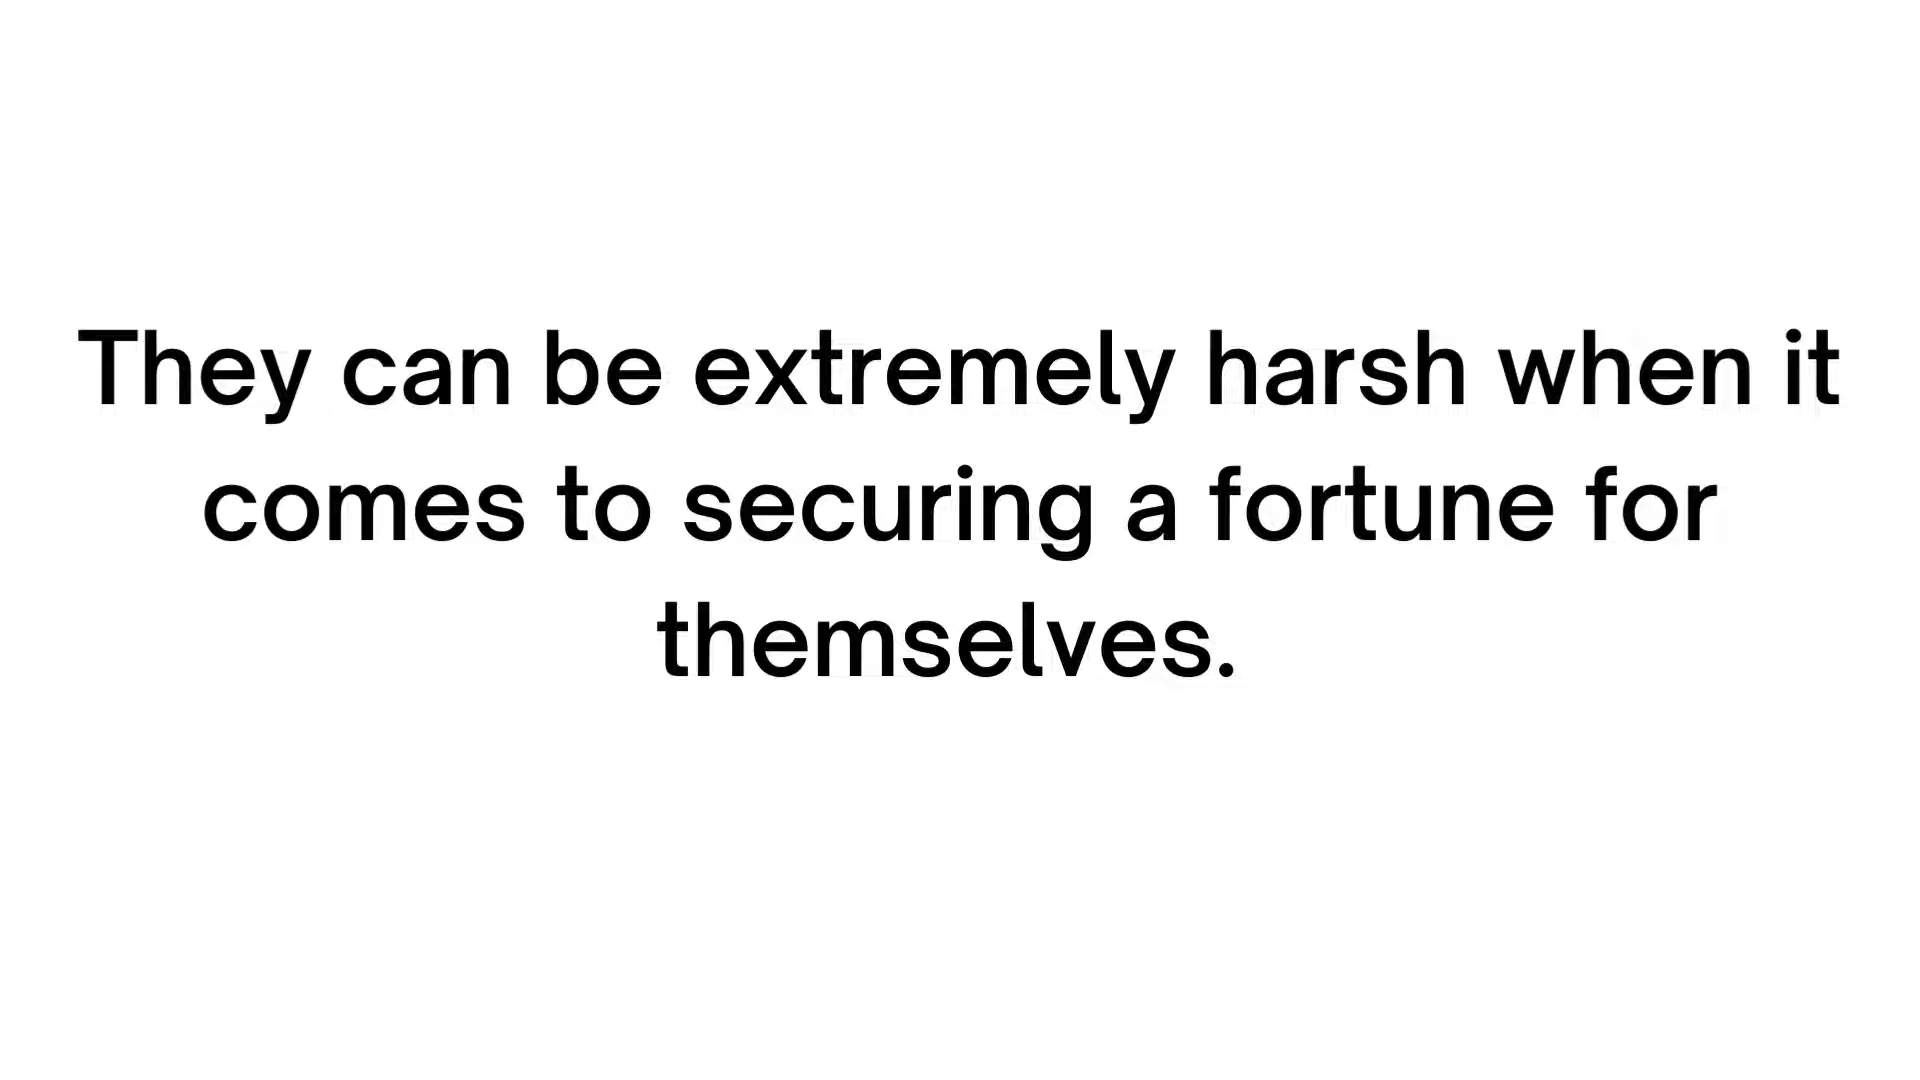 They can be extremely harsh when it
comes to securing a fortune for
themselves.